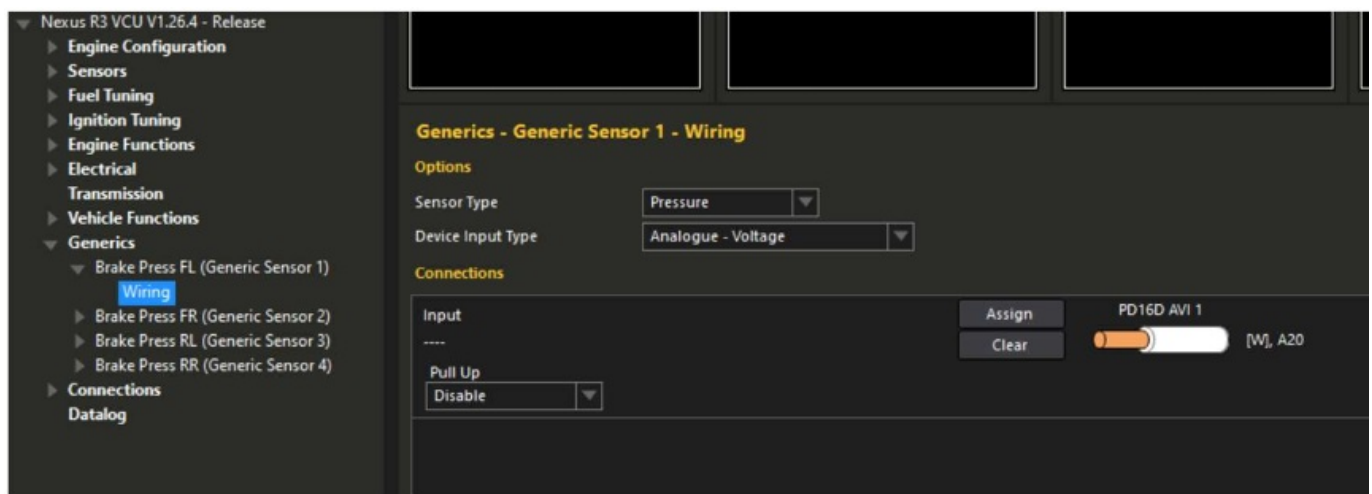 Nexus R3 VCU V1.26.4 - Release
Engine Configuration
Sensors
Fuel Tuning
Ignition Tuning
Engine Functions
Electrical
Transmission
Vehicle Functions
Generics
Brake Press FL (Generic Sensor 1)
Wiring
Brake Press FR (Generic Sensor 2)
Brake Press RL (Generic Sensor 3)
Brake Press RR (Generic Sensor 4)
Connections
Datalog
Generics - Generic Sensor 1 - Wiring
Options
Sensor Type Pressure
Device Input Type Analogue - Voltage
Connections
Input Assign PD16D AVI 1
---- Clear [W], A20
Pull Up
Disable